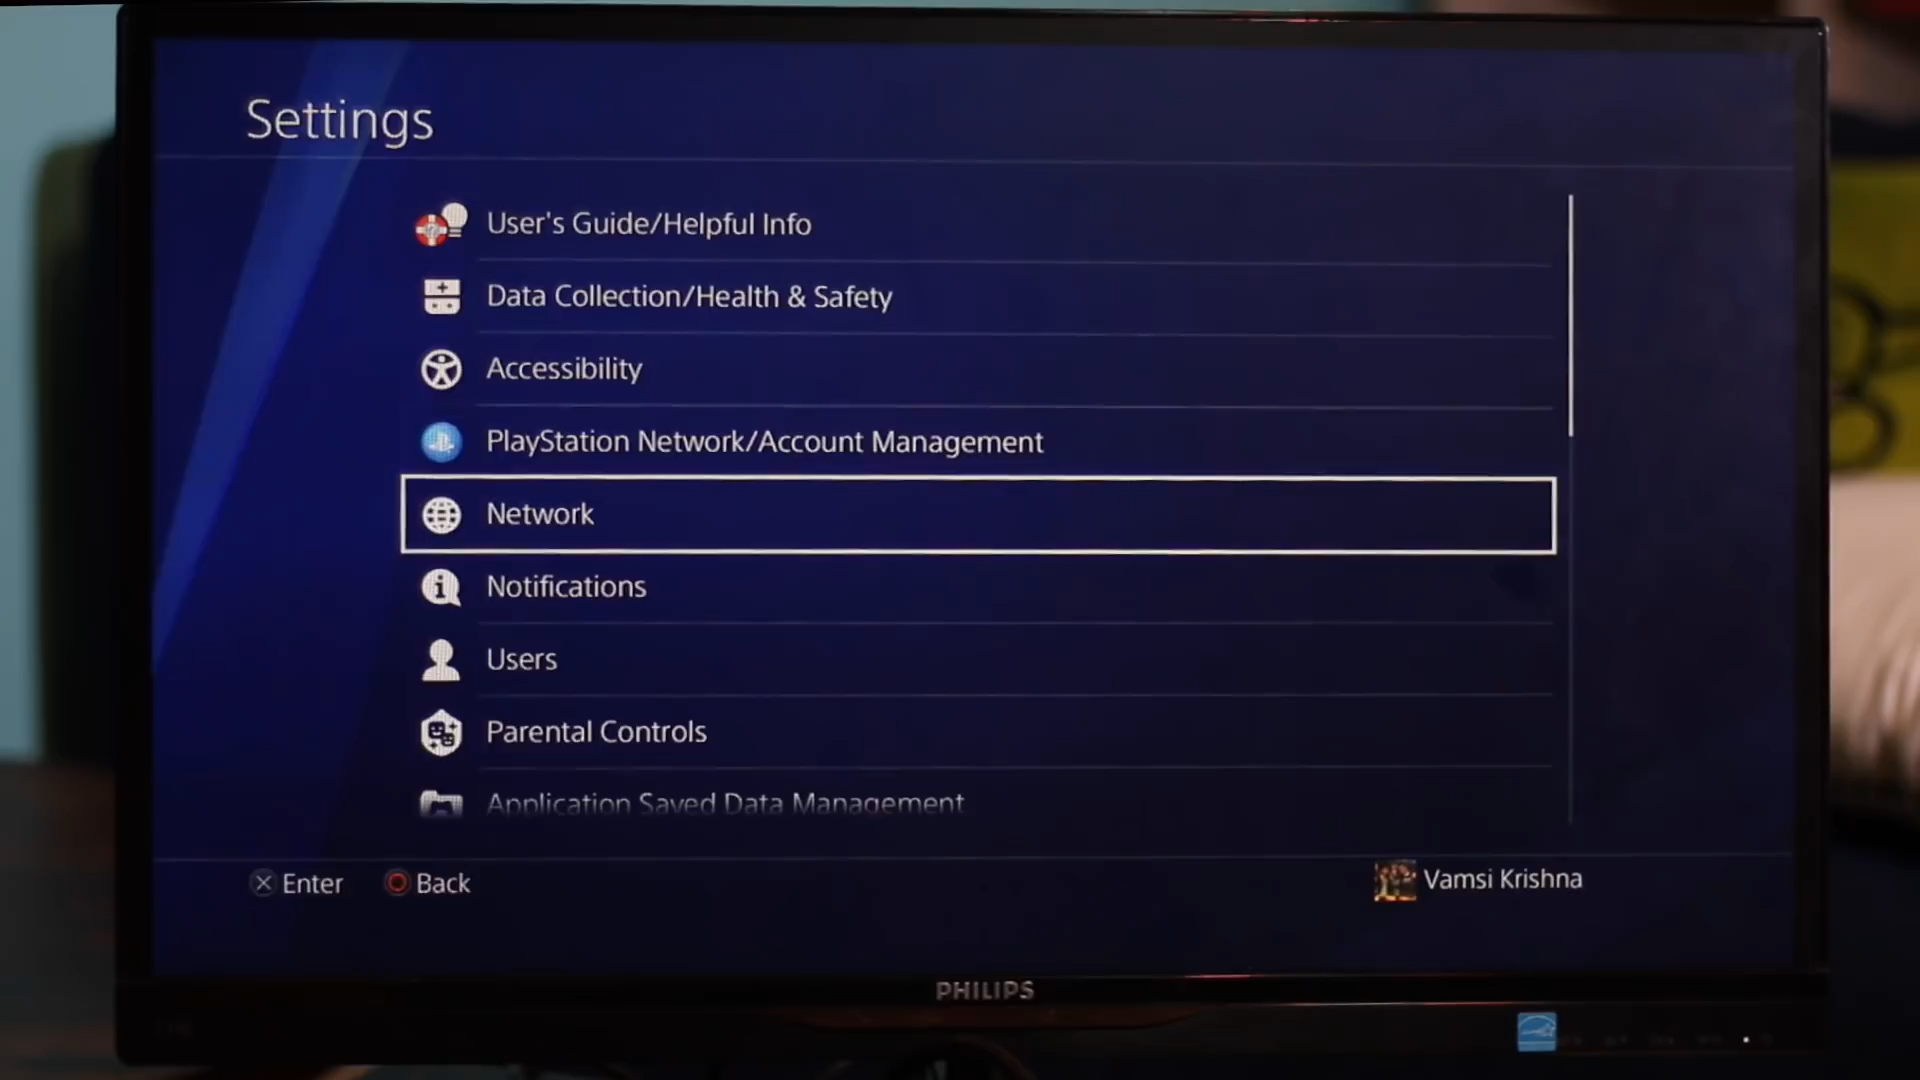 Settings
User's Guide/Helpful Info
Data Collection/Health & Safety
Accessibility
PlayStation Network/Account Management
Network
Notifications
Users
Parental Controls
Application Saved Data Management
Enter
Back
Vamsi Krishna
PHILIPS